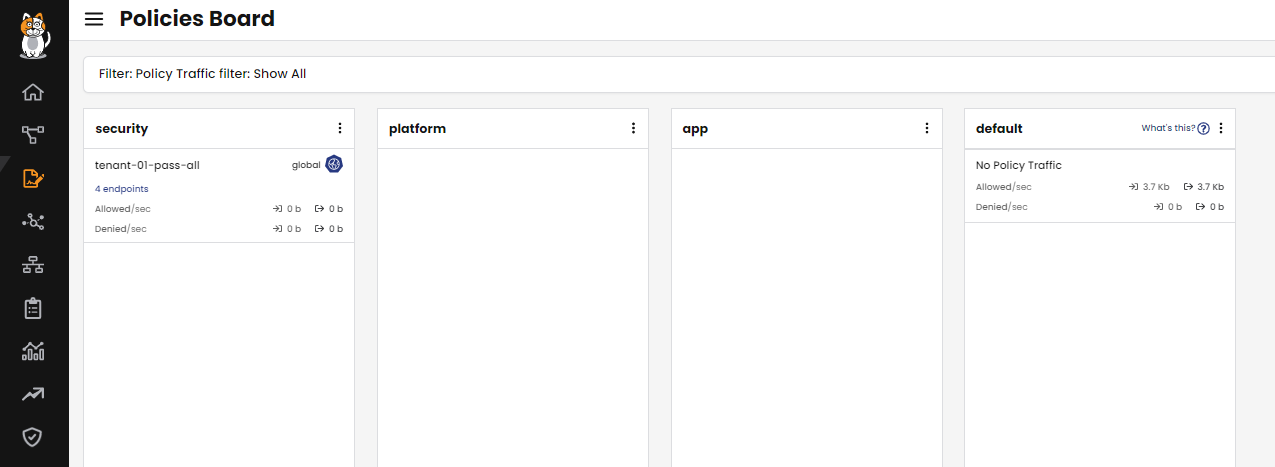 Policies Board
Filter: Policy Traffic filter: Show All
security
tenant-01-pass-all global
4 endpoints
Allowed/sec 0 b 0 b
Denied/sec 0 b 0 b
platform
app
default What's this? ?
No Policy Traffic
Allowed/sec 3.7 Kb 3.7 Kb
Denied/sec 0 b 0 b